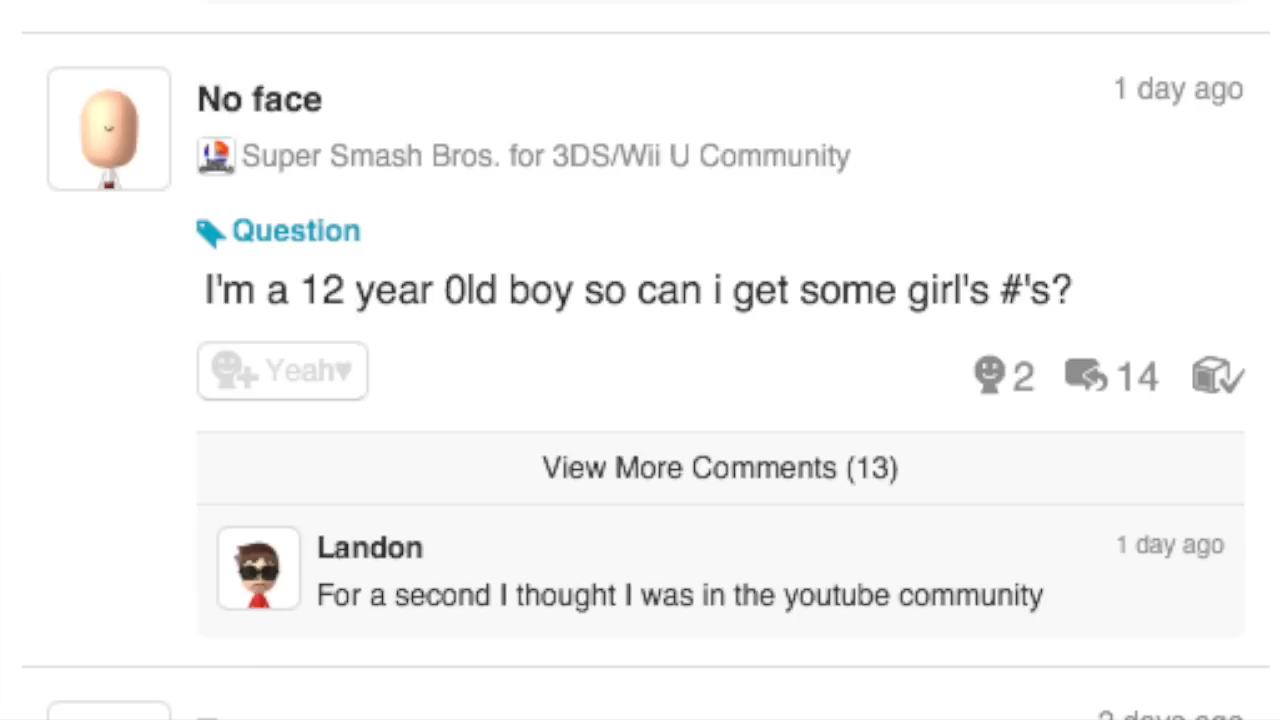 No face
1 day ago
Super Smash Bros. for 3DS/Wii U Community
Question
I'm a 12 year 0ld boy so can i get some girl's #'s?
Yeah♥
2
14
View More Comments (13)
Landon
1 day ago
For a second I thought I was in the youtube community